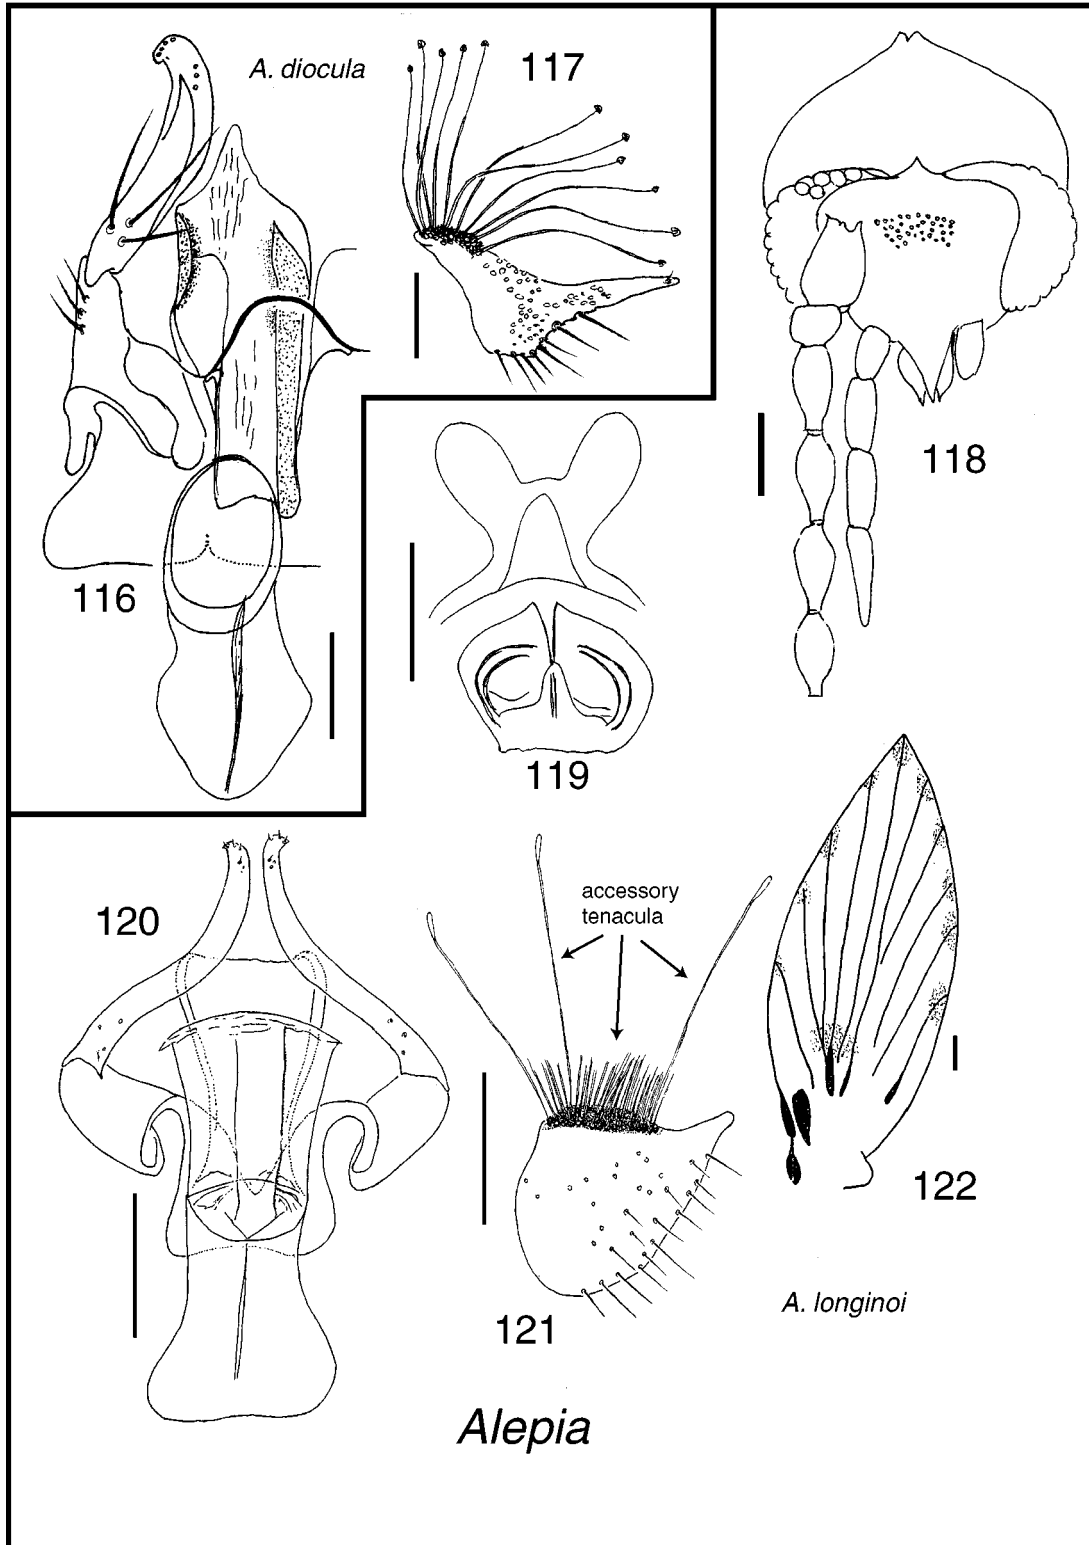 A. diocula
117
116
118
119
120
accessory
tenacula
122
121
A. longinoi
Alepia